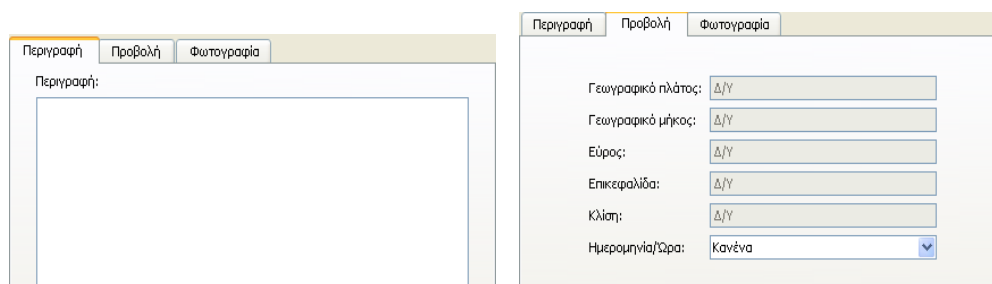 Περιγραφή Προβολή Φωτογραφία
Περιγραφή:
Περιγραφή Προβολή Φωτογραφία
Γεωγραφικό πλάτος: Δ/Υ
Γεωγραφικό μήκος: Δ/Υ
Εύρος: Δ/Υ
Επικεφαλίδα: Δ/Υ
Κλίση: Δ/Υ
Ημερομηνία/Ώρα: Κανένα